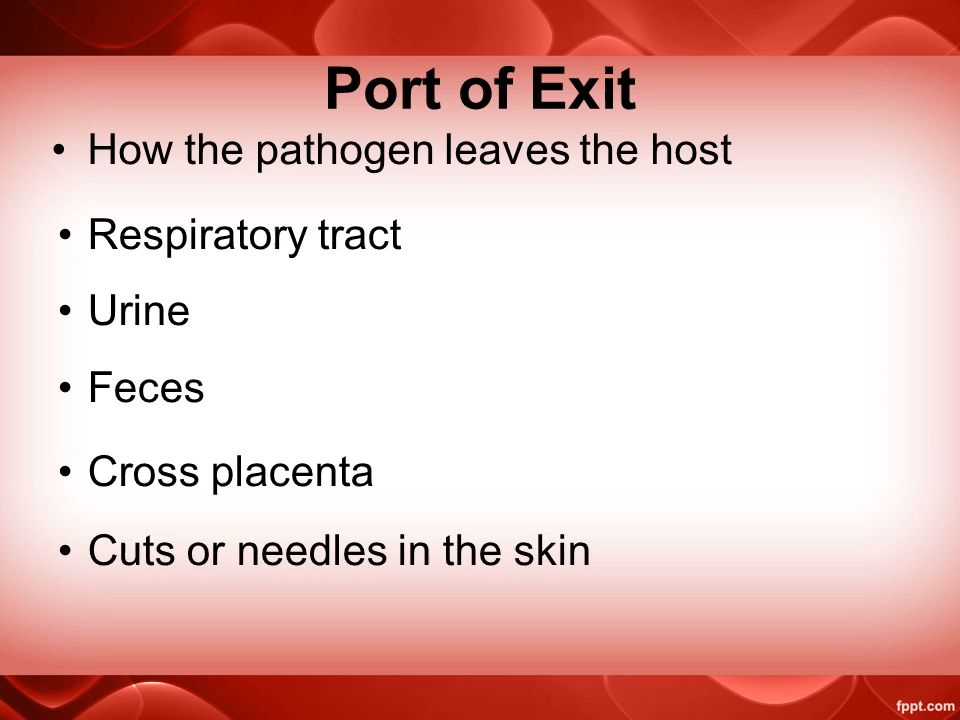 Port of Exit
• How the pathogen leaves the host
• Respiratory tract
• Urine
• Feces
• Cross placenta
• Cuts or needles in the skin
fppt.com